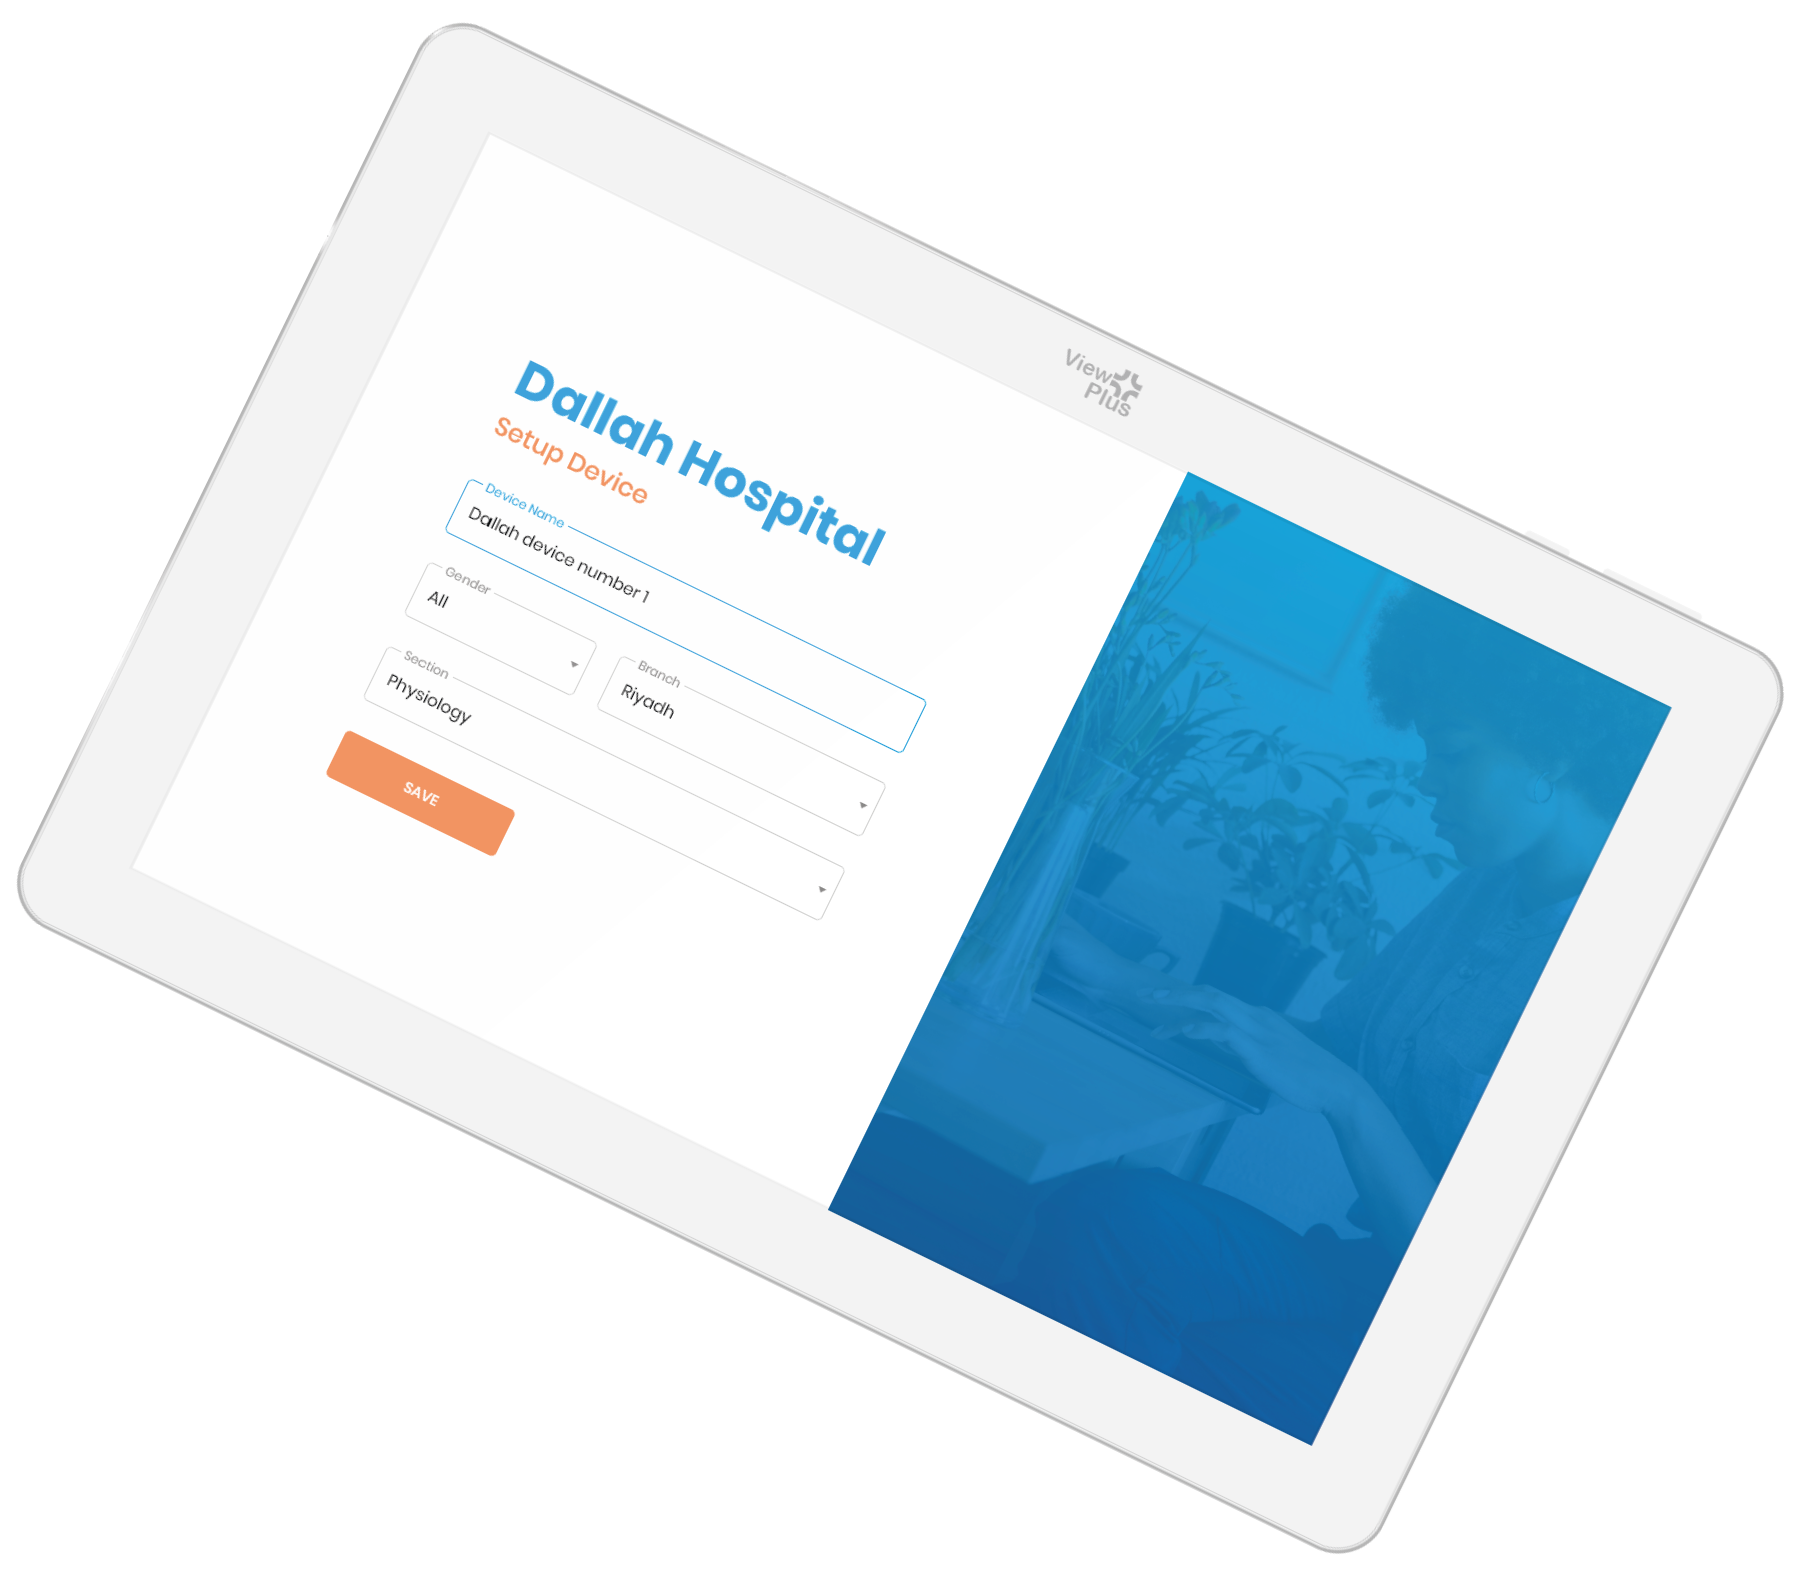 View
Plus
Dallah Hospital
Setup Device
Device Name
Dallah device number 1
Gender
All
Branch
Riyadh
Section
Physiology
SAVE